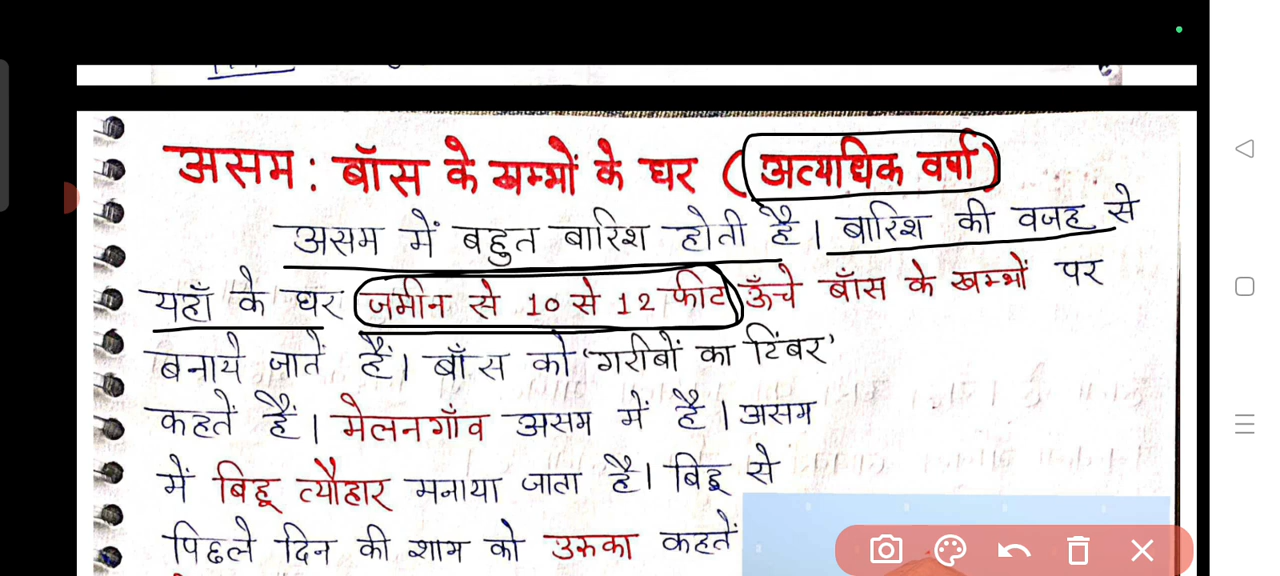 असम: बॉस के खम्भों के घर (अत्यधिक वर्षा)
असम में बहुत बारिश होती है। बारिश की वजह से
यहाँ के घर जमीन से 10 से 12 फीट ऊँचे बाँस के खम्भों पर
बनाये जातें हैं। बाँस को 'गरीबों का टिंबर'
कहतें हैं। मेलनगाँव असम में है। असम
में बिहू त्यौहार मनाया जाता है। बिहू से
पिछले दिन की शाम को उरूका कहतें